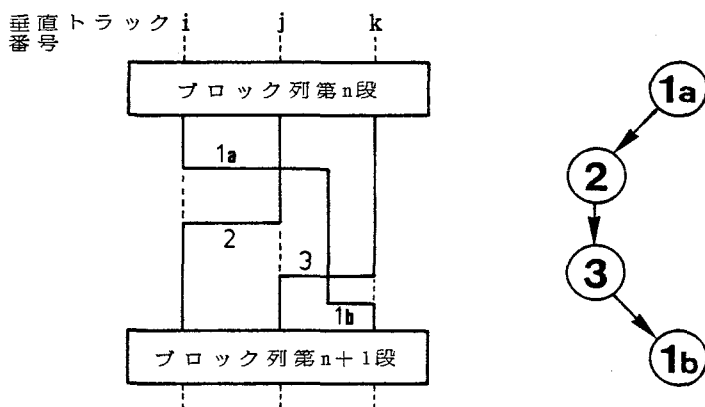 垂直トラック i j k
番号
ブロック列第n段
1a
2
3
1b
ブロック列第n+1段
1a
2
3
1b